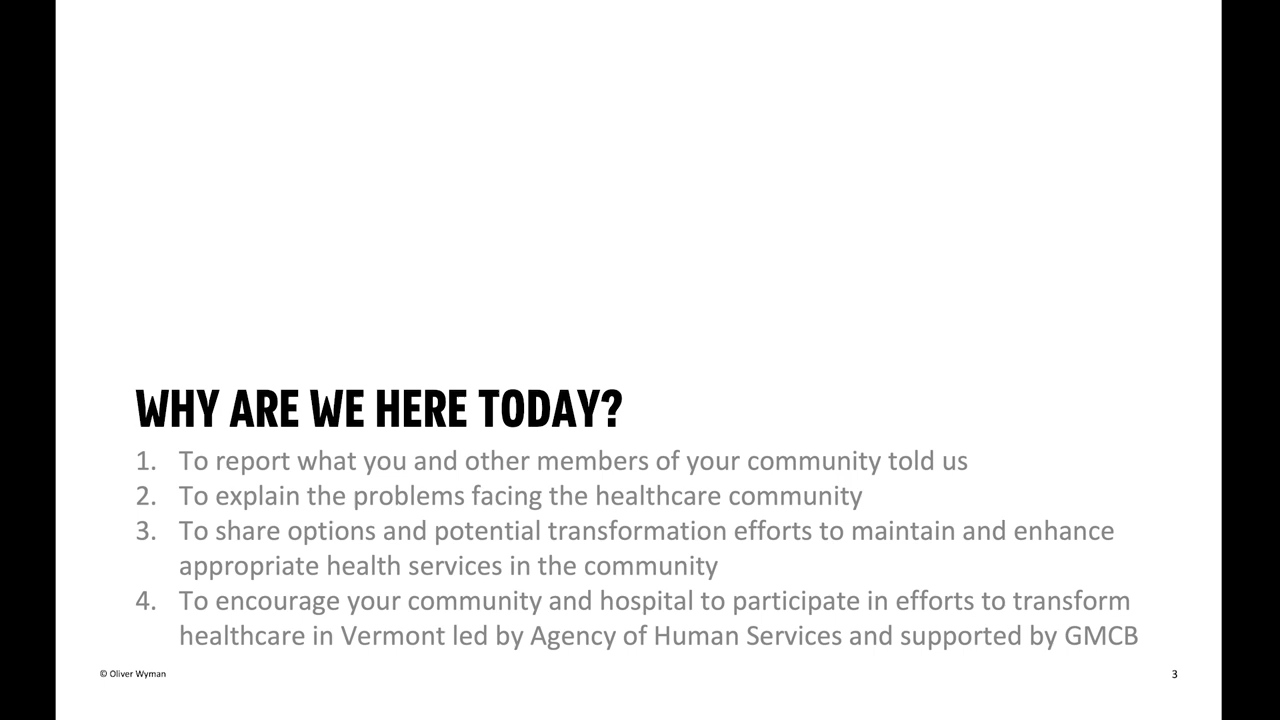 WHY ARE WE HERE TODAY?
1. To report what you and other members of your community told us
2. To explain the problems facing the healthcare community
3. To share options and potential transformation efforts to maintain and enhance
appropriate health services in the community
4. To encourage your community and hospital to participate in efforts to transform
healthcare in Vermont led by Agency of Human Services and supported by GMCB
© Oliver Wyman
3